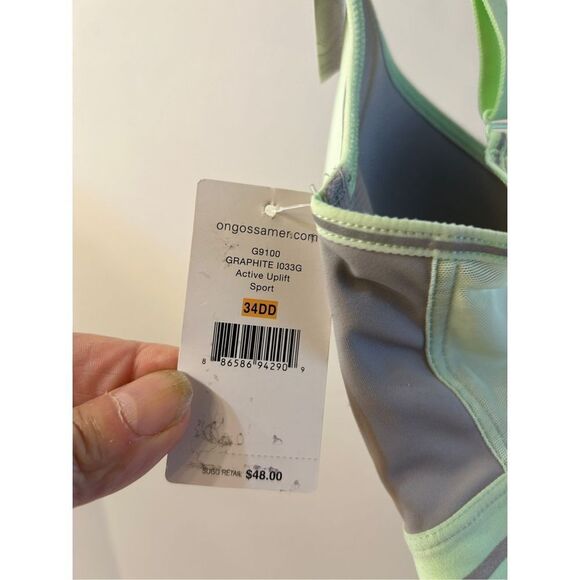 ongossamer.com
G9100
GRAPHITE I033G
Active Uplift
Sport
34DD
8 86586 94290 9
SUGG RETAIL $48.00